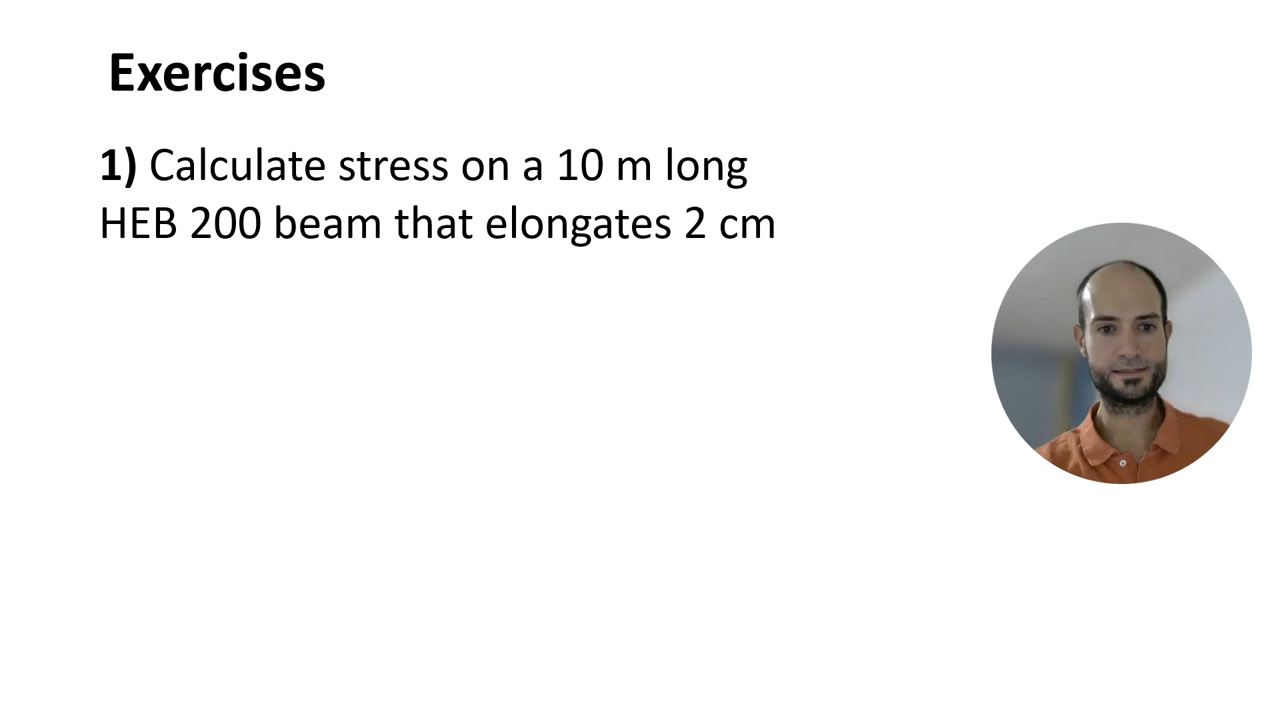 Exercises
1) Calculate stress on a 10 m long
HEB 200 beam that elongates 2 cm